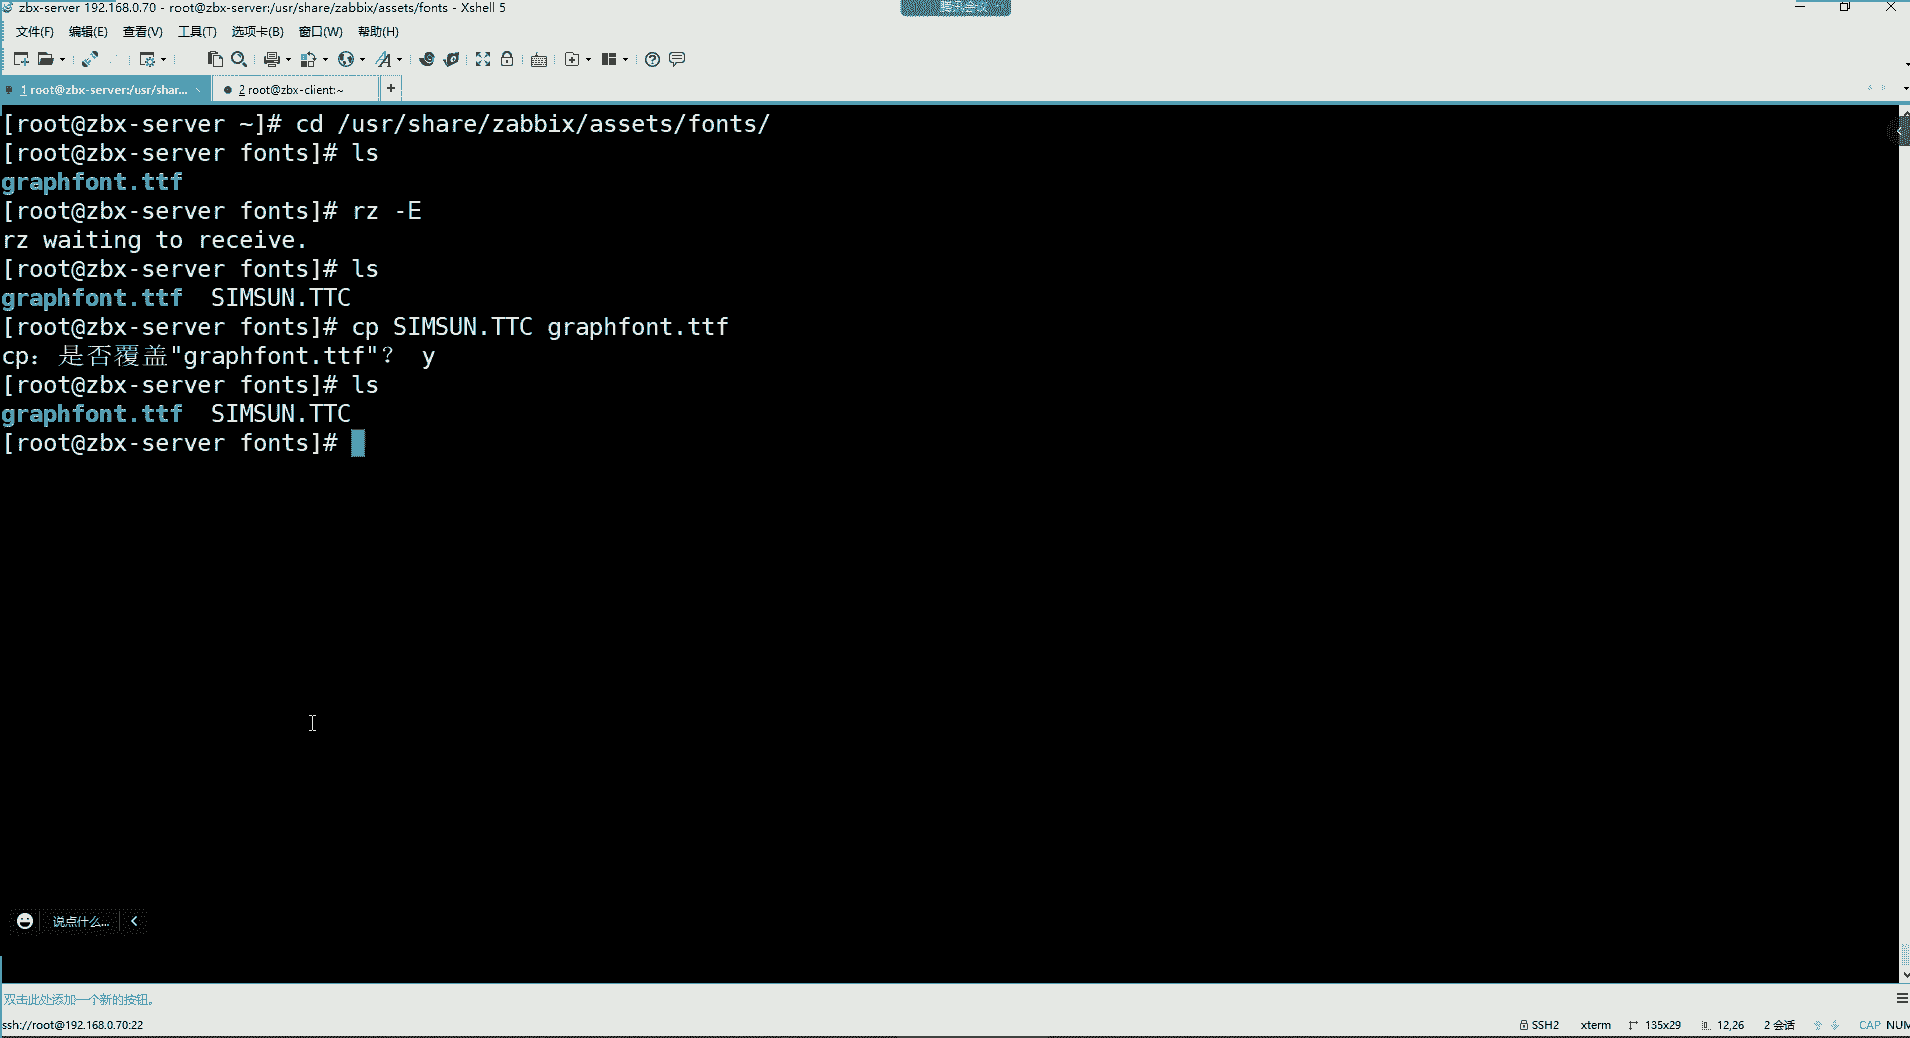 zbx-server 192.168.0.70 - root@zbx-server:/usr/share/zabbix/assets/fonts - Xshell 5
腾讯会议
文件(F) 编辑(E) 查看(V) 工具(T) 选项卡(B) 窗口(W) 帮助(H)
1 root@zbx-server:/usr/shar... 2 root@zbx-client:~ +
[root@zbx-server ~]# cd /usr/share/zabbix/assets/fonts/
[root@zbx-server fonts]# ls
graphfont.ttf
[root@zbx-server fonts]# rz -E
rz waiting to receive.
[root@zbx-server fonts]# ls
graphfont.ttf  SIMSUN.TTC
[root@zbx-server fonts]# cp SIMSUN.TTC graphfont.ttf
cp：是否覆盖"graphfont.ttf"？ y
[root@zbx-server fonts]# ls
graphfont.ttf  SIMSUN.TTC
[root@zbx-server fonts]#
说点什么...
双击此处添加一个新的按钮。
ssh://root@192.168.0.70:22 SSH2 xterm 135x29 12,26 2 会话 CAP NUM